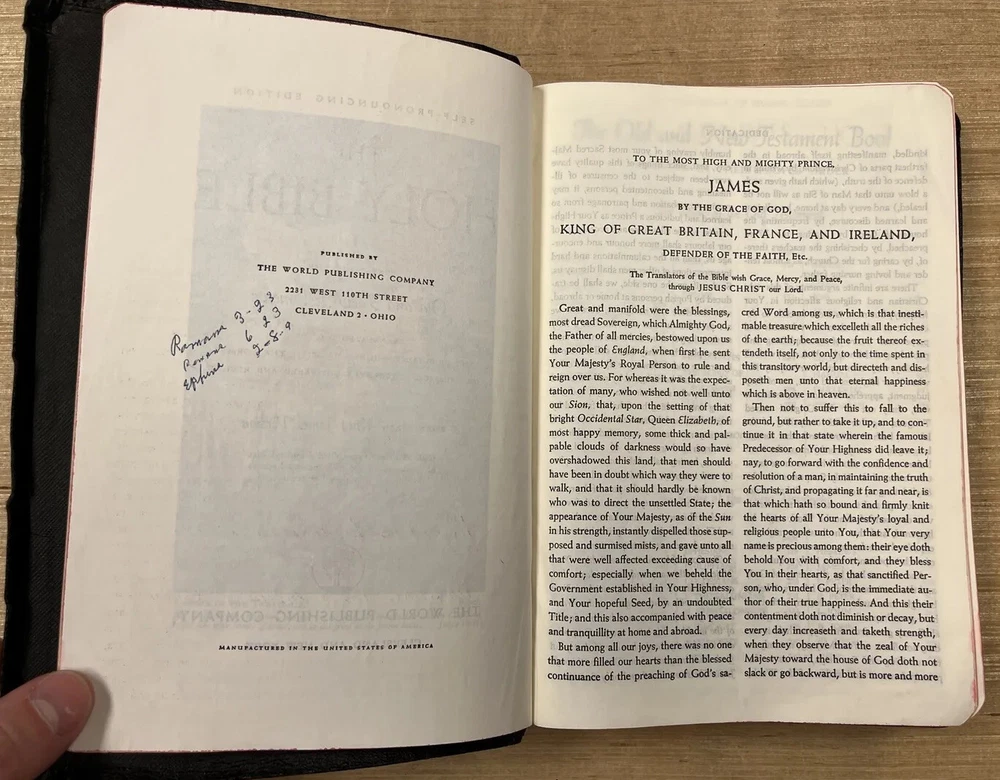 PUBLISHED BY
THE WORLD PUBLISHING COMPANY
2231 WEST 110TH STREET
CLEVELAND 2 • OHIO
Romans 3-23
Romans 6 23
2-8-9
MANUFACTURED IN THE UNITED STATES OF AMERICA
TO THE MOST HIGH AND MIGHTY PRINCE,
JAMES
BY THE GRACE OF GOD,
KING OF GREAT BRITAIN, FRANCE, AND IRELAND,
DEFENDER OF THE FAITH, Etc.
The Translators of the Bible wish Grace, Mercy, and Peace,
through JESUS CHRIST our Lord.
Great and manifold were the blessings,
most dread Sovereign, which Almighty God,
the Father of all mercies, bestowed upon us
the people of England, when first he sent
Your Majesty's Royal Person to rule and
reign over us. For whereas it was the expec-
tation of many, who wished not well unto
our Sion, that, upon the setting of that
bright Occidental Star, Queen Elizabeth, of
most happy memory, some thick and pal-
pable clouds of darkness would so have
overshadowed this land, that men should
have been in doubt which way they were to
walk, and that it should hardly be known
who was to direct the unsettled State; the
appearance of Your Majesty, as of the Sun
in his strength, instantly dispelled those sup-
posed and surmised mists, and gave unto all
that were well affected exceeding cause of
comfort; especially when we beheld the
Government established in Your Highness,
and Your hopeful Seed, by an undoubted
Title; and this also accompanied with peace
and tranquillity at home and abroad.
But among all our joys, there was no one
that more filled our hearts than the blessed
continuance of the preaching of God's sa-
cred Word among us, which is that inesti-
mable treasure which excelleth all the riches
of the earth; because the fruit thereof ex-
tendeth itself, not only to the time spent in
this transitory world, but directeth and dis-
poseth men unto that eternal happiness
which is above in heaven.
Then not to suffer this to fall to the
ground, but rather to take it up, and to con-
tinue it in that state wherein the famous
Predecessor of Your Highness did leave it;
nay, to go forward with the confidence and
resolution of a man, in maintaining the truth
of Christ, and propagating it far and near, is
that which hath so bound and firmly knit
the hearts of all Your Majesty's loyal and
religious people unto You, that Your very
name is precious among them: their eye doth
behold You with comfort, and they bless
You in their hearts, as that sanctified Per-
son, who, under God, is the immediate au-
thor of their true happiness. And this their
contentment doth not diminish or decay, but
every day increaseth and taketh strength,
when they observe that the zeal of Your
Majesty toward the house of God doth not
slack or go backward, but is more and more